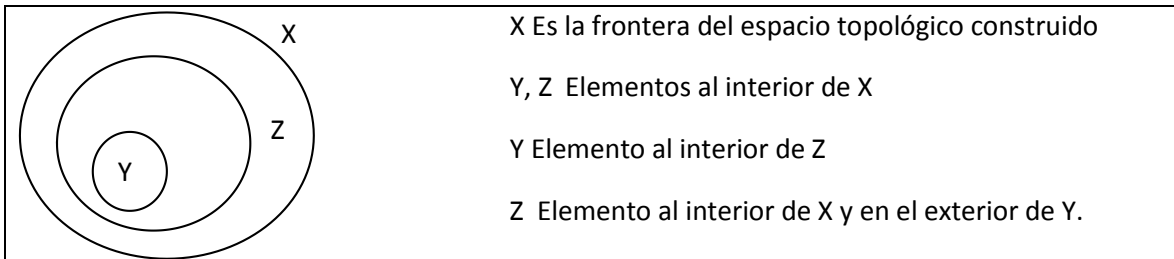 X
Z
Y
X Es la frontera del espacio topológico construido
Y, Z Elementos al interior de X
Y Elemento al interior de Z
Z Elemento al interior de X y en el exterior de Y.